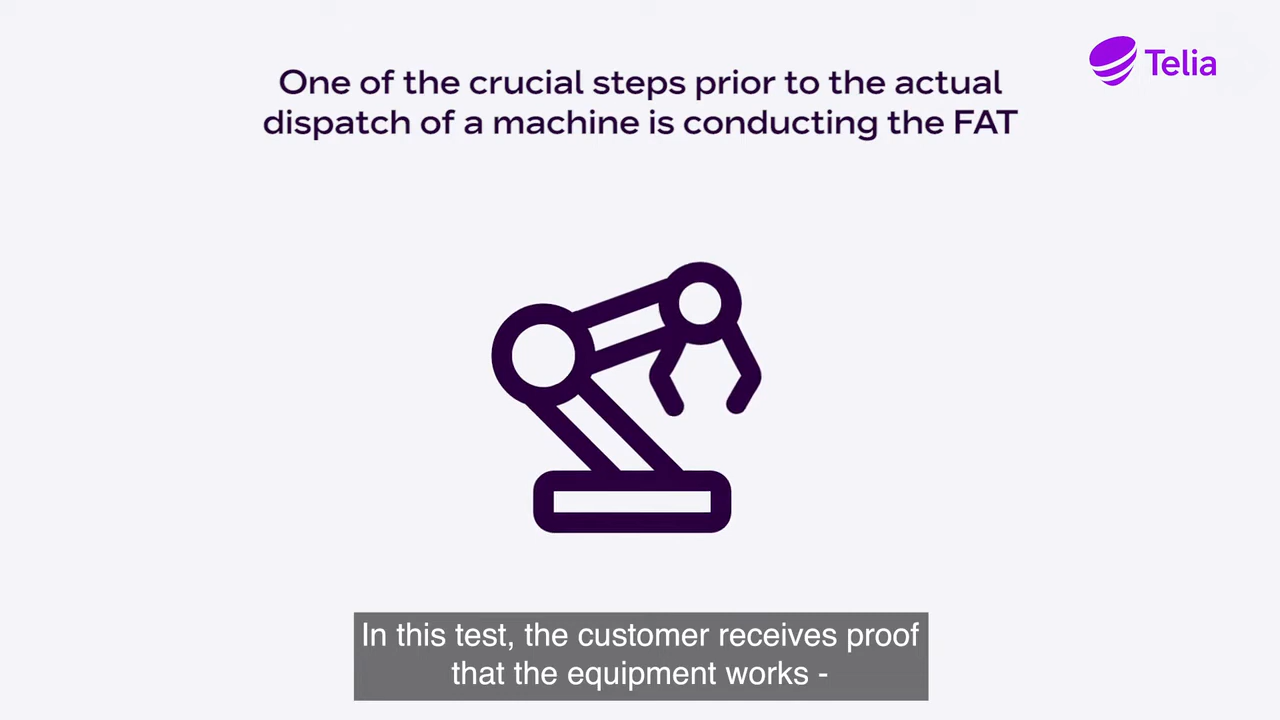 Telia
One of the crucial steps prior to the actual
dispatch of a machine is conducting the FAT
In this test, the customer receives proof
that the equipment works -